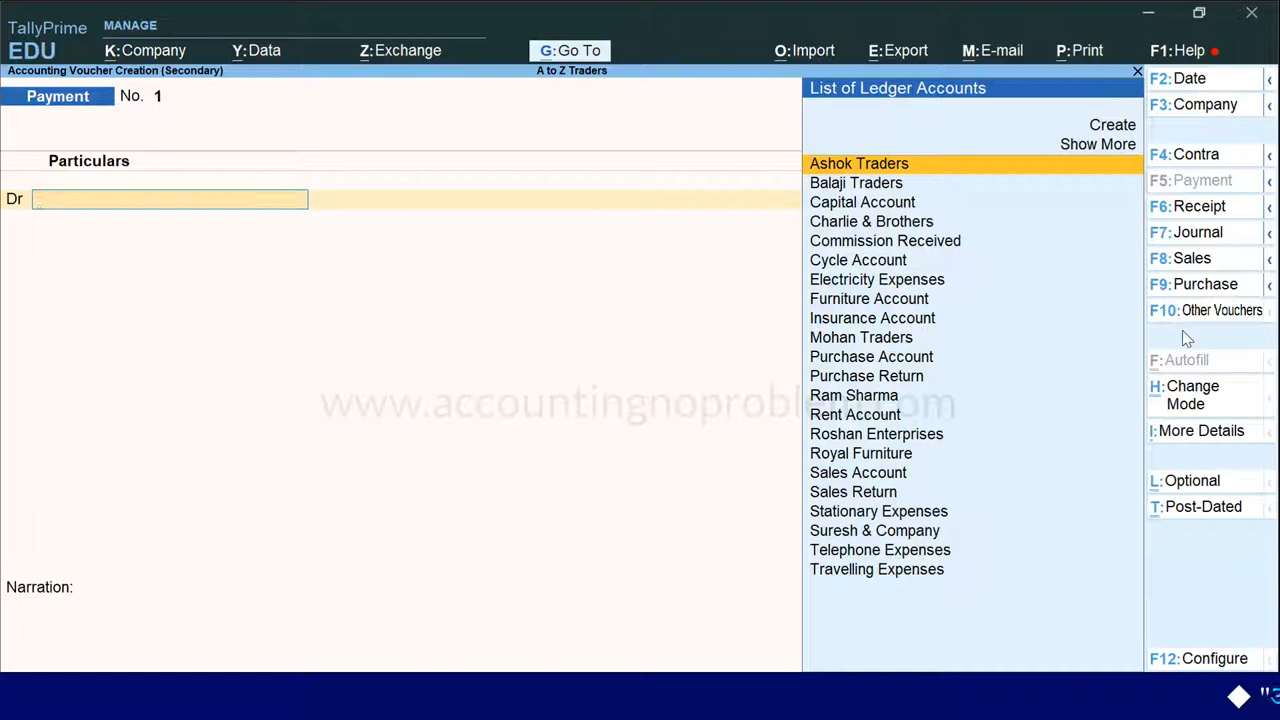 TallyPrime
EDU
MANAGE
K:Company
Y:Data
Z:Exchange
G:Go To
O:Import
E:Export
M:E-mail
P:Print
F1:Help
Accounting Voucher Creation (Secondary)
A to Z Traders
Payment No. 1
Particulars
Dr
Narration:
List of Ledger Accounts
Create
Show More
Ashok Traders
Balaji Traders
Capital Account
Charlie & Brothers
Commission Received
Cycle Account
Electricity Expenses
Furniture Account
Insurance Account
Mohan Traders
Purchase Account
Purchase Return
Ram Sharma
Rent Account
Roshan Enterprises
Royal Furniture
Sales Account
Sales Return
Stationary Expenses
Suresh & Company
Telephone Expenses
Travelling Expenses
www.accountingnoproblem.com
F2:Date
F3:Company
F4:Contra
F5:Payment
F6:Receipt
F7:Journal
F8:Sales
F9:Purchase
F10:Other Vouchers
F:Autofill
H:Change
Mode
I:More Details
L:Optional
T:Post-Dated
F12:Configure